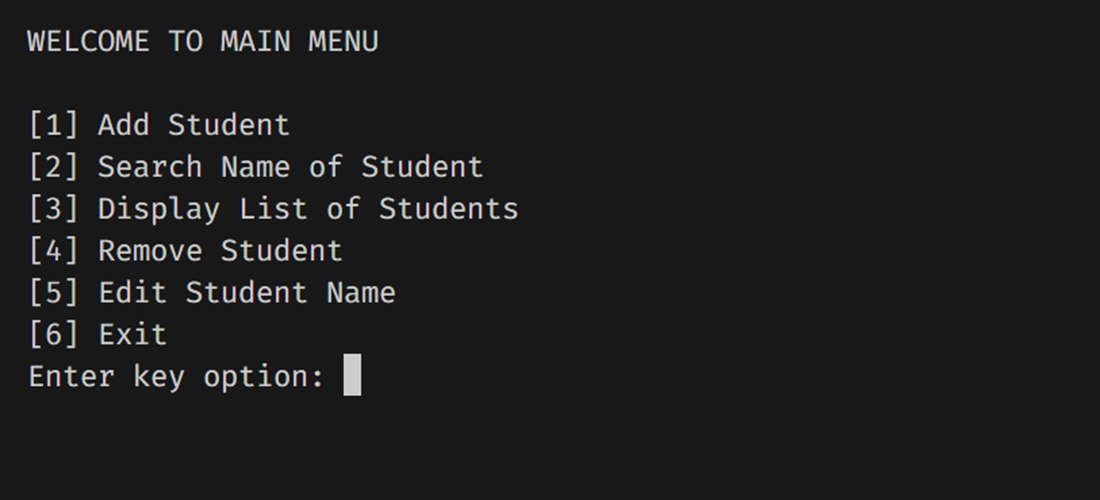 WELCOME TO MAIN MENU
[1] Add Student
[2] Search Name of Student
[3] Display List of Students
[4] Remove Student
[5] Edit Student Name
[6] Exit
Enter key option: